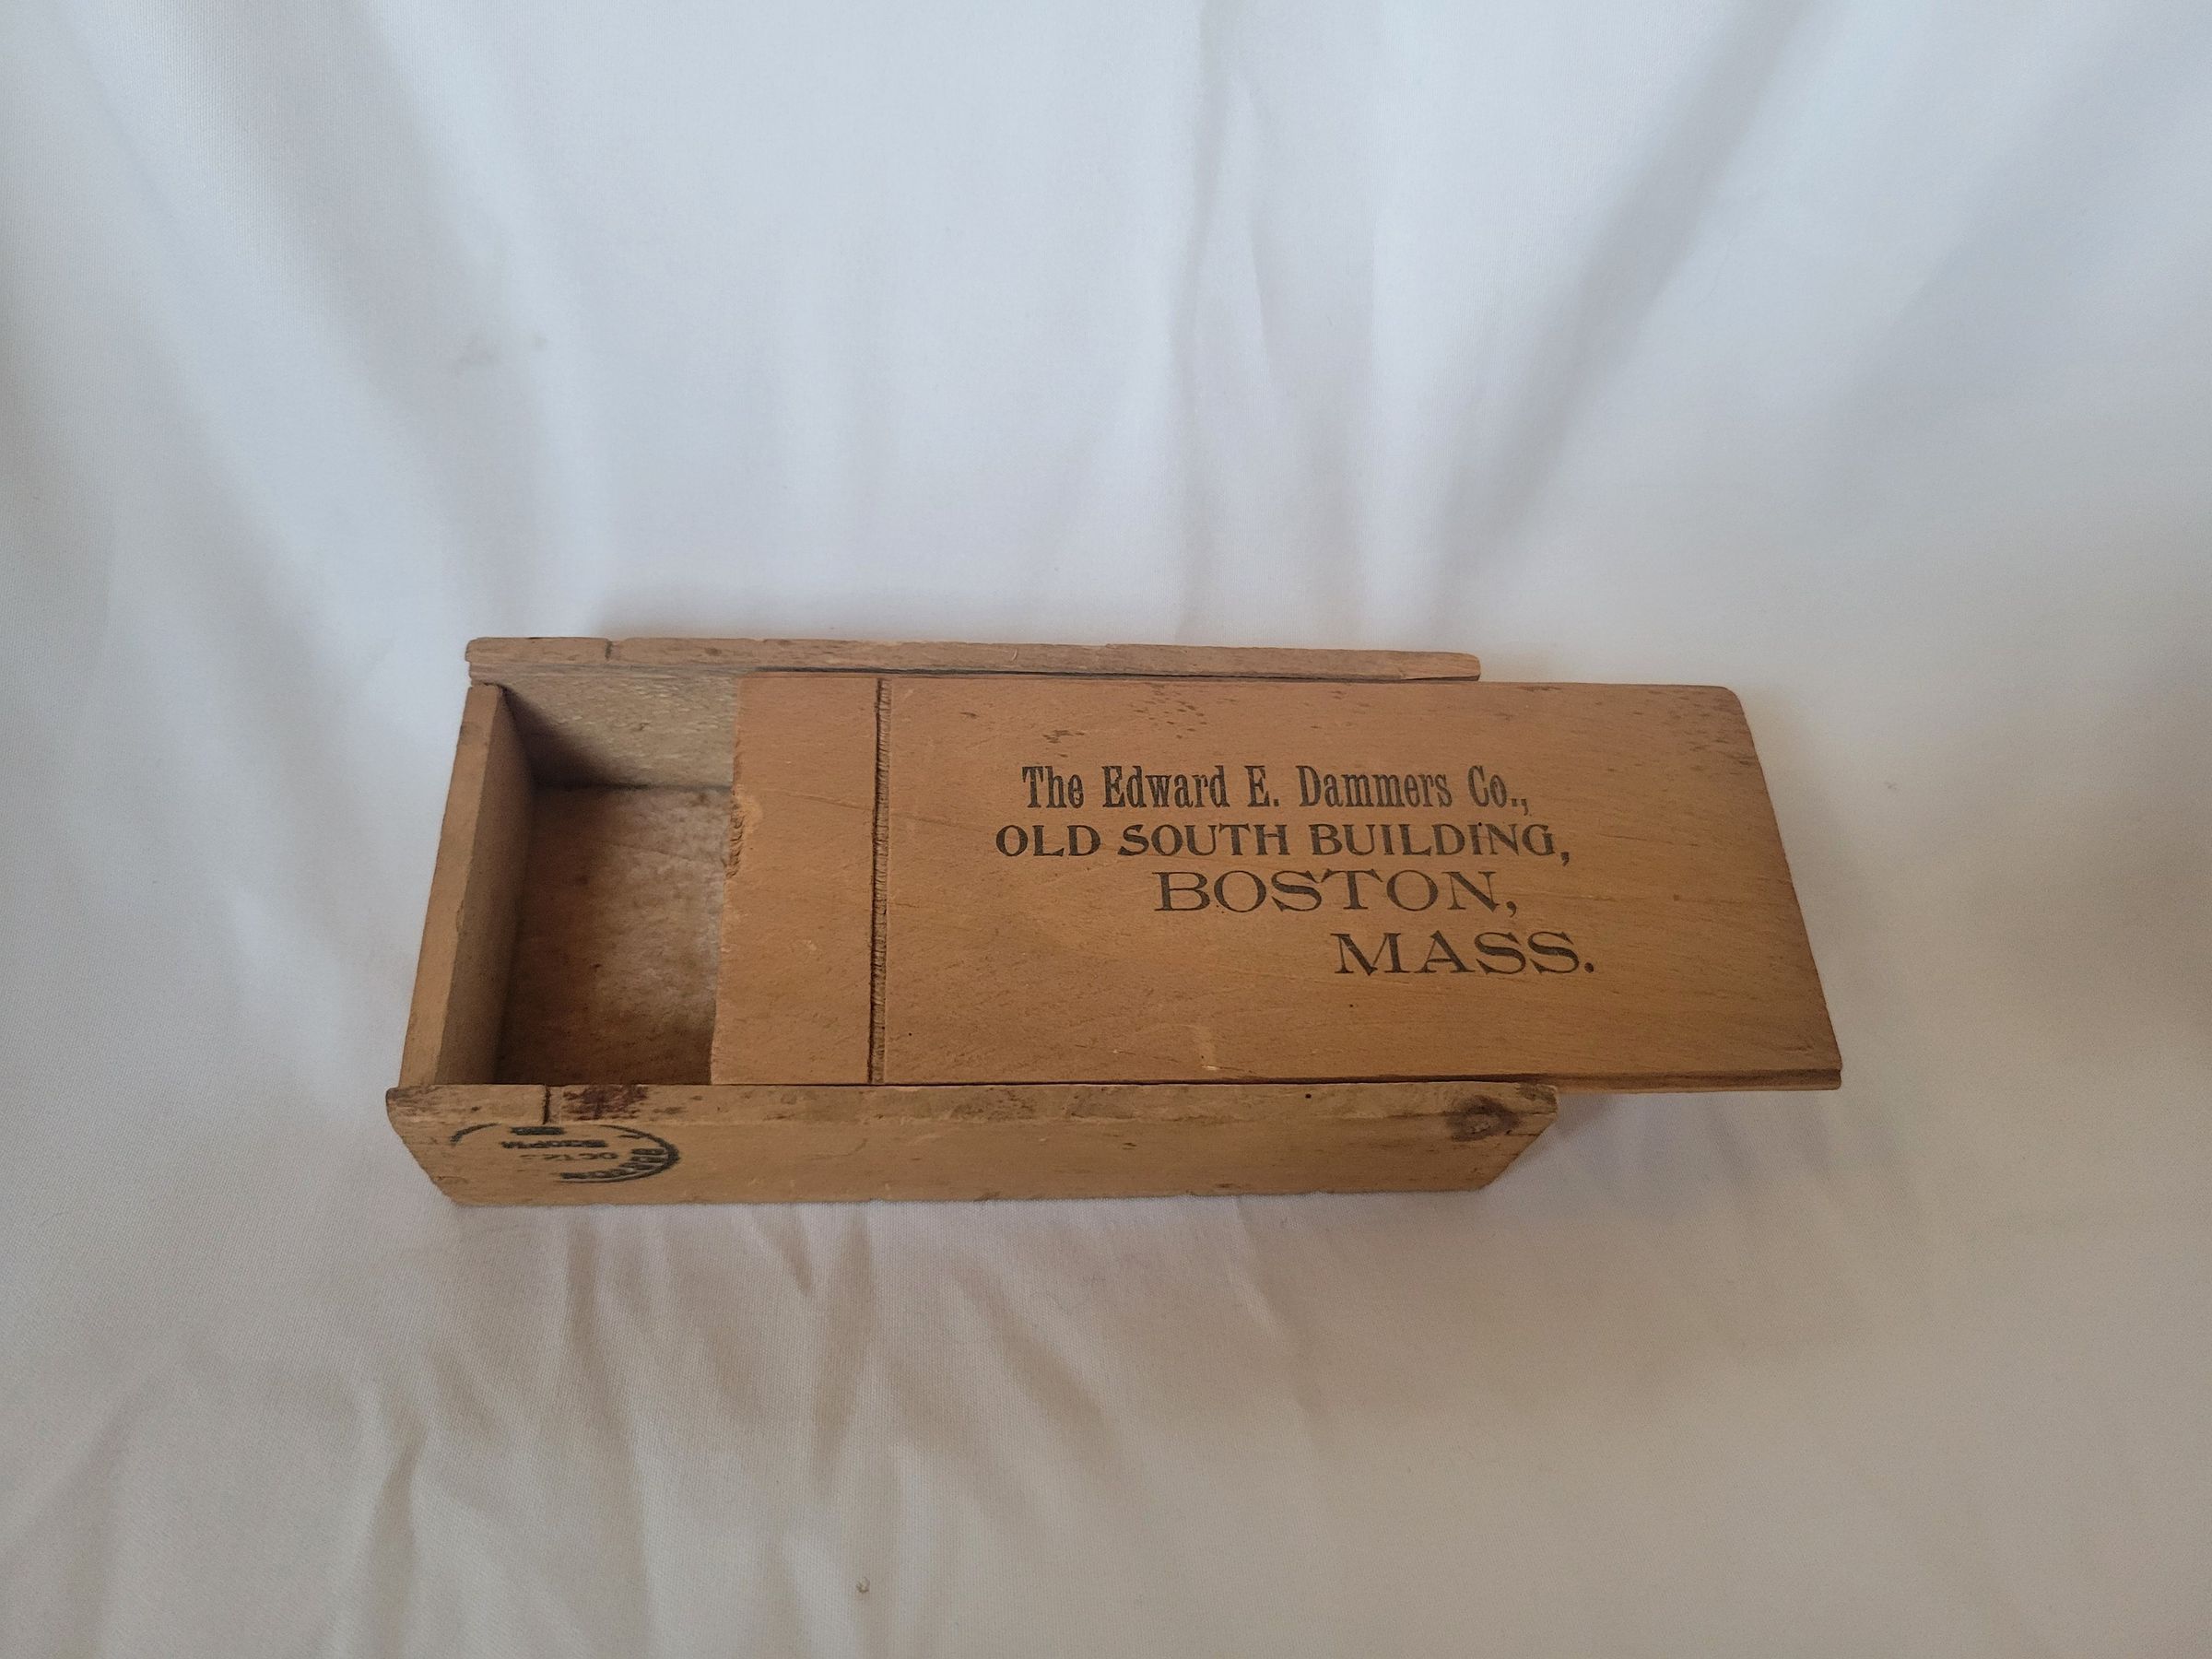 The Edward E. Dammers Co.,
OLD SOUTH BUILDING,
BOSTON,
MASS.